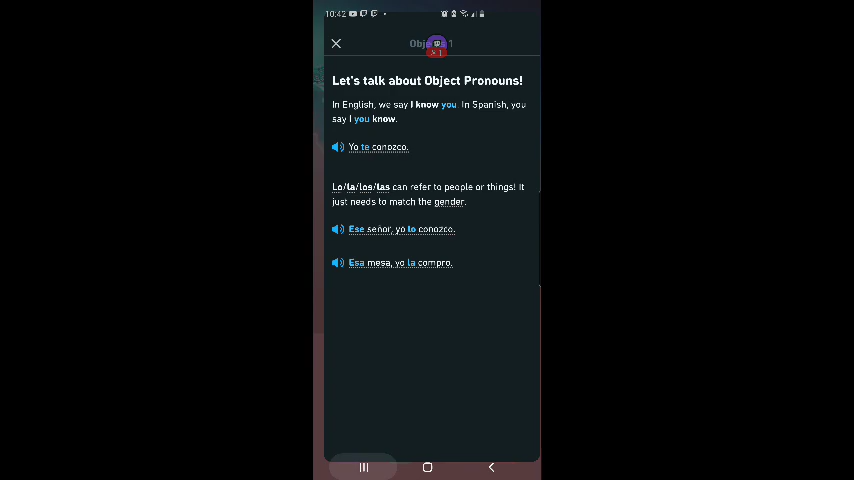 10:42
Let's talk about Object Pronouns!
In English, we say I know you. In Spanish, you
say I you know.
Yo te conozco.
Lo/la/los/las can refer to people or things! It
just needs to match the gender.
Ese señor, yo lo conozco.
Esa mesa, yo la compro.